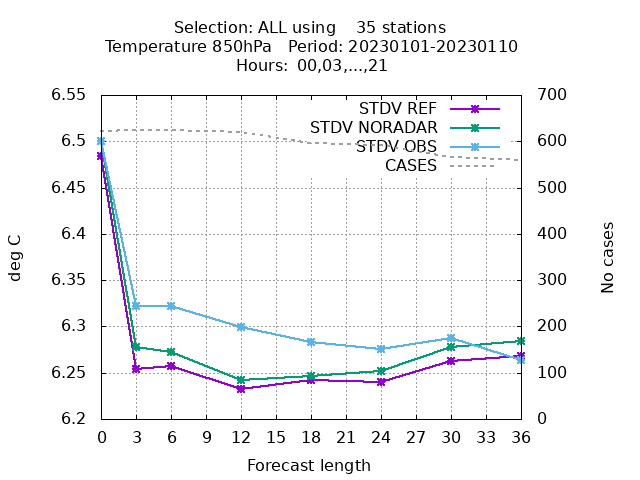 Selection: ALL using    35 stations
Temperature 850hPa   Period: 20230101-20230110
Hours:  00,03,...,21
6.55
6.5
6.45
6.4
6.35
6.3
6.25
6.2
deg C
STDV REF
STDV NORADAR
STDV OBS
CASES
700
600
500
400
300
200
100
0
No cases
0 3 6 9 12 15 18 21 24 27 30 33 36
Forecast length